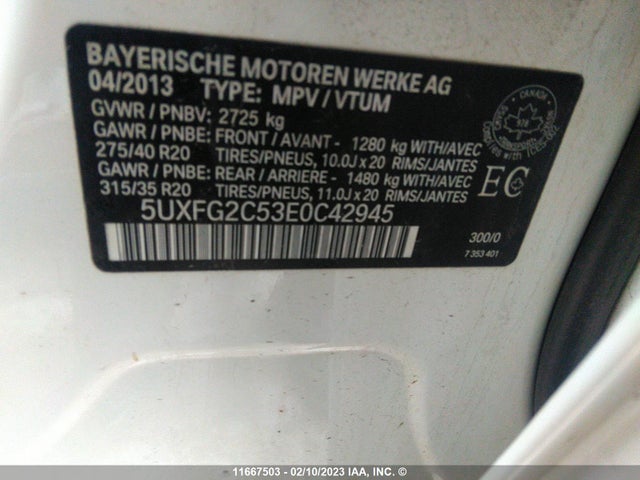 BAYERISCHE MOTOREN WERKE AG
04/2013 TYPE: MPV / VTUM
GVWR / PNBV: 2725 kg
GAWR / PNBE: FRONT / AVANT - 1280 kg WITH/AVEC
275/40 R20 TIRES/PNEUS, 10.0J x 20 RIMS/JANTES
GAWR / PNBE: REAR / ARRIERE - 1480 kg WITH/AVEC
315/35 R20 TIRES/PNEUS, 11.0J x 20 RIMS/JANTES
5UXFG2C53E0C42945
CANADA
EC
300/0
7 353 401
11667503 - 02/10/2023 IAA, INC. ©